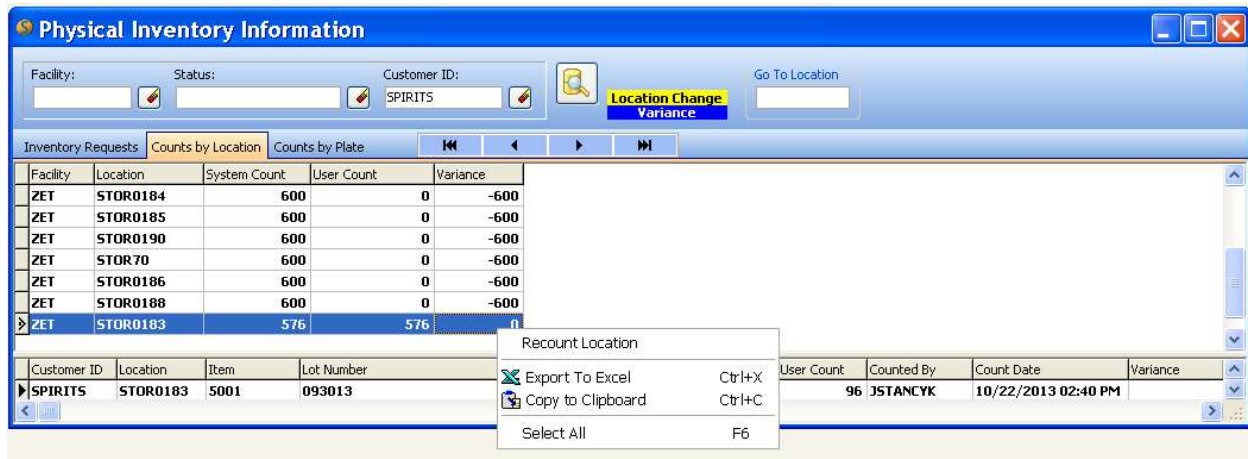 Physical Inventory Information
Facility: Status: Customer ID: Go To Location
SPIRITS
Location Change
Variance
Inventory Requests Counts by Location Counts by Plate
Facility Location System Count User Count Variance
ZET STOR0184 600 0 -600
ZET STOR0185 600 0 -600
ZET STOR0190 600 0 -600
ZET STOR70 600 0 -600
ZET STOR0186 600 0 -600
ZET STOR0188 600 0 -600
ZET STOR0183 576 576 0
Recount Location
Export To Excel Ctrl+X
Copy to Clipboard Ctrl+C
Select All F6
Customer ID Location Item Lot Number User Count Counted By Count Date Variance
SPIRITS STOR0183 5001 093013 96 JSTANCYK 10/22/2013 02:40 PM